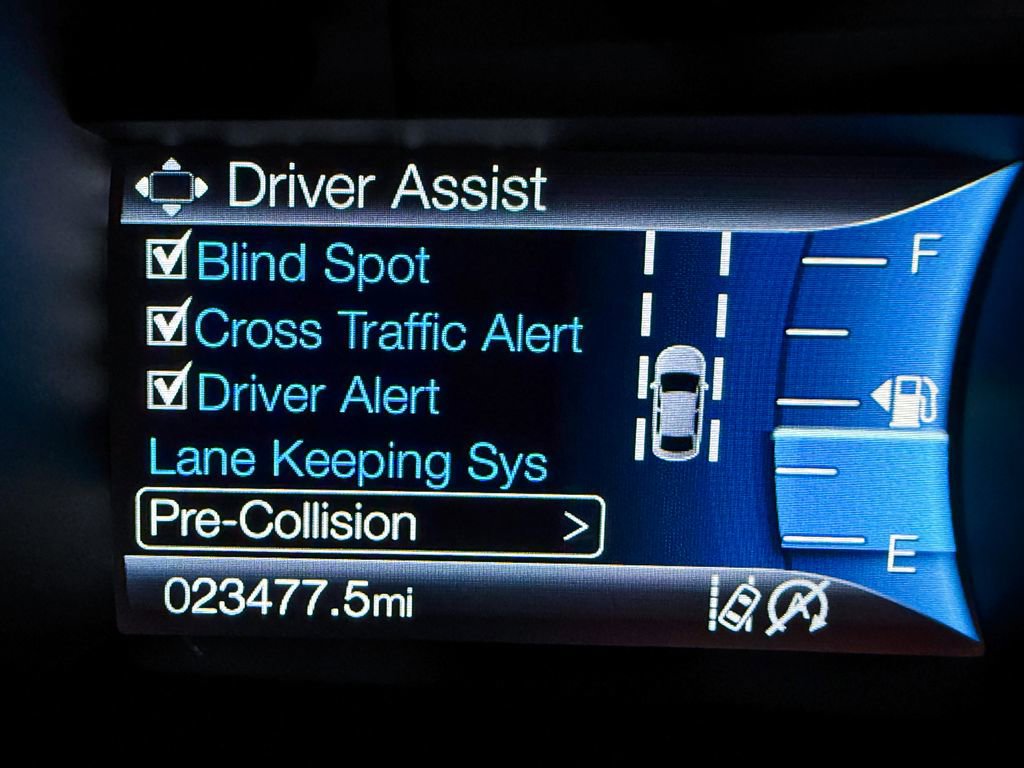 Driver Assist
Blind Spot
Cross Traffic Alert
Driver Alert
Lane Keeping Sys
Pre-Collision >
023477.5mi
F
E
A